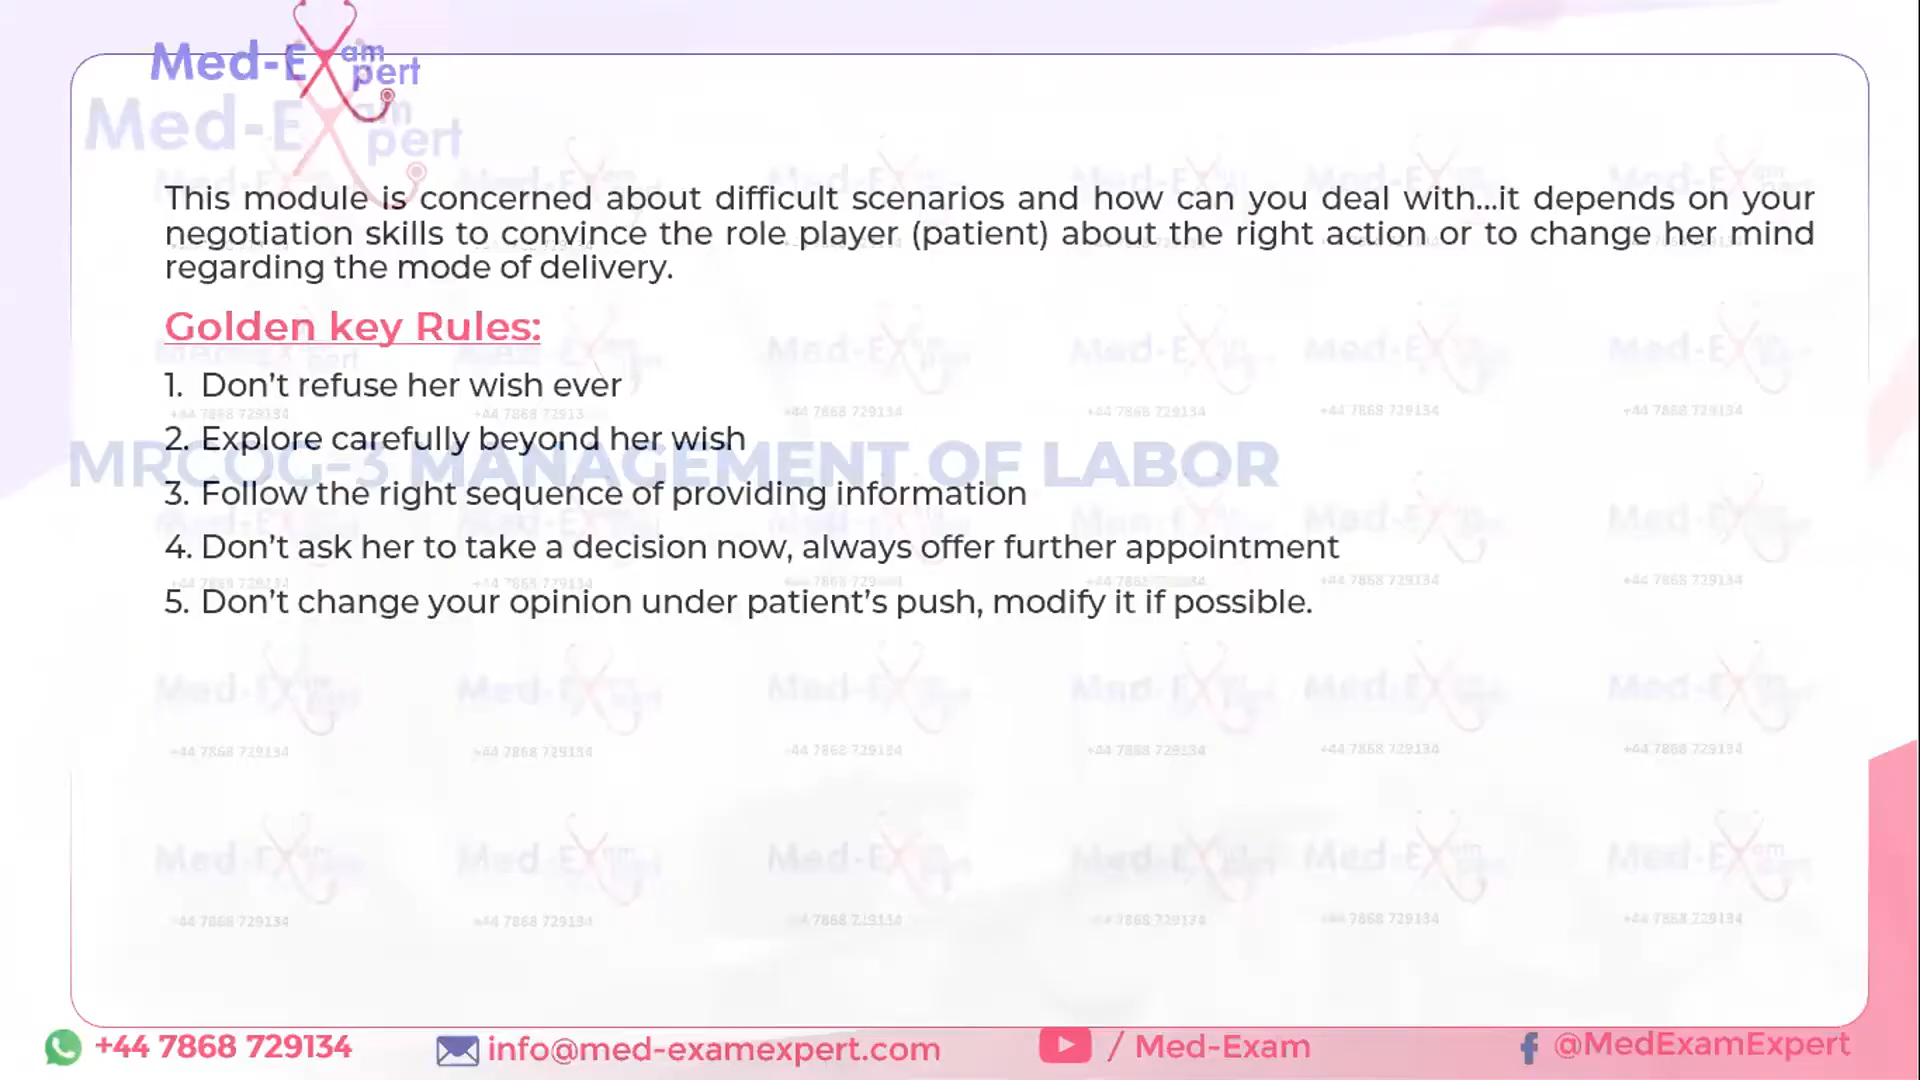 Med-Exam
pert
This module is concerned about difficult scenarios and how can you deal with...it depends on your
negotiation skills to convince the role player (patient) about the right action or to change her mind
regarding the mode of delivery.
Golden key Rules:
1. Don't refuse her wish ever
2. Explore carefully beyond her wish
MRCOG-3 MANAGEMENT OF LABOR
3. Follow the right sequence of providing information
4. Don't ask her to take a decision now, always offer further appointment
5. Don't change your opinion under patient's push, modify it if possible.
+44 7868 729134
info@med-examexpert.com
/ Med-Exam
@MedExamExpert